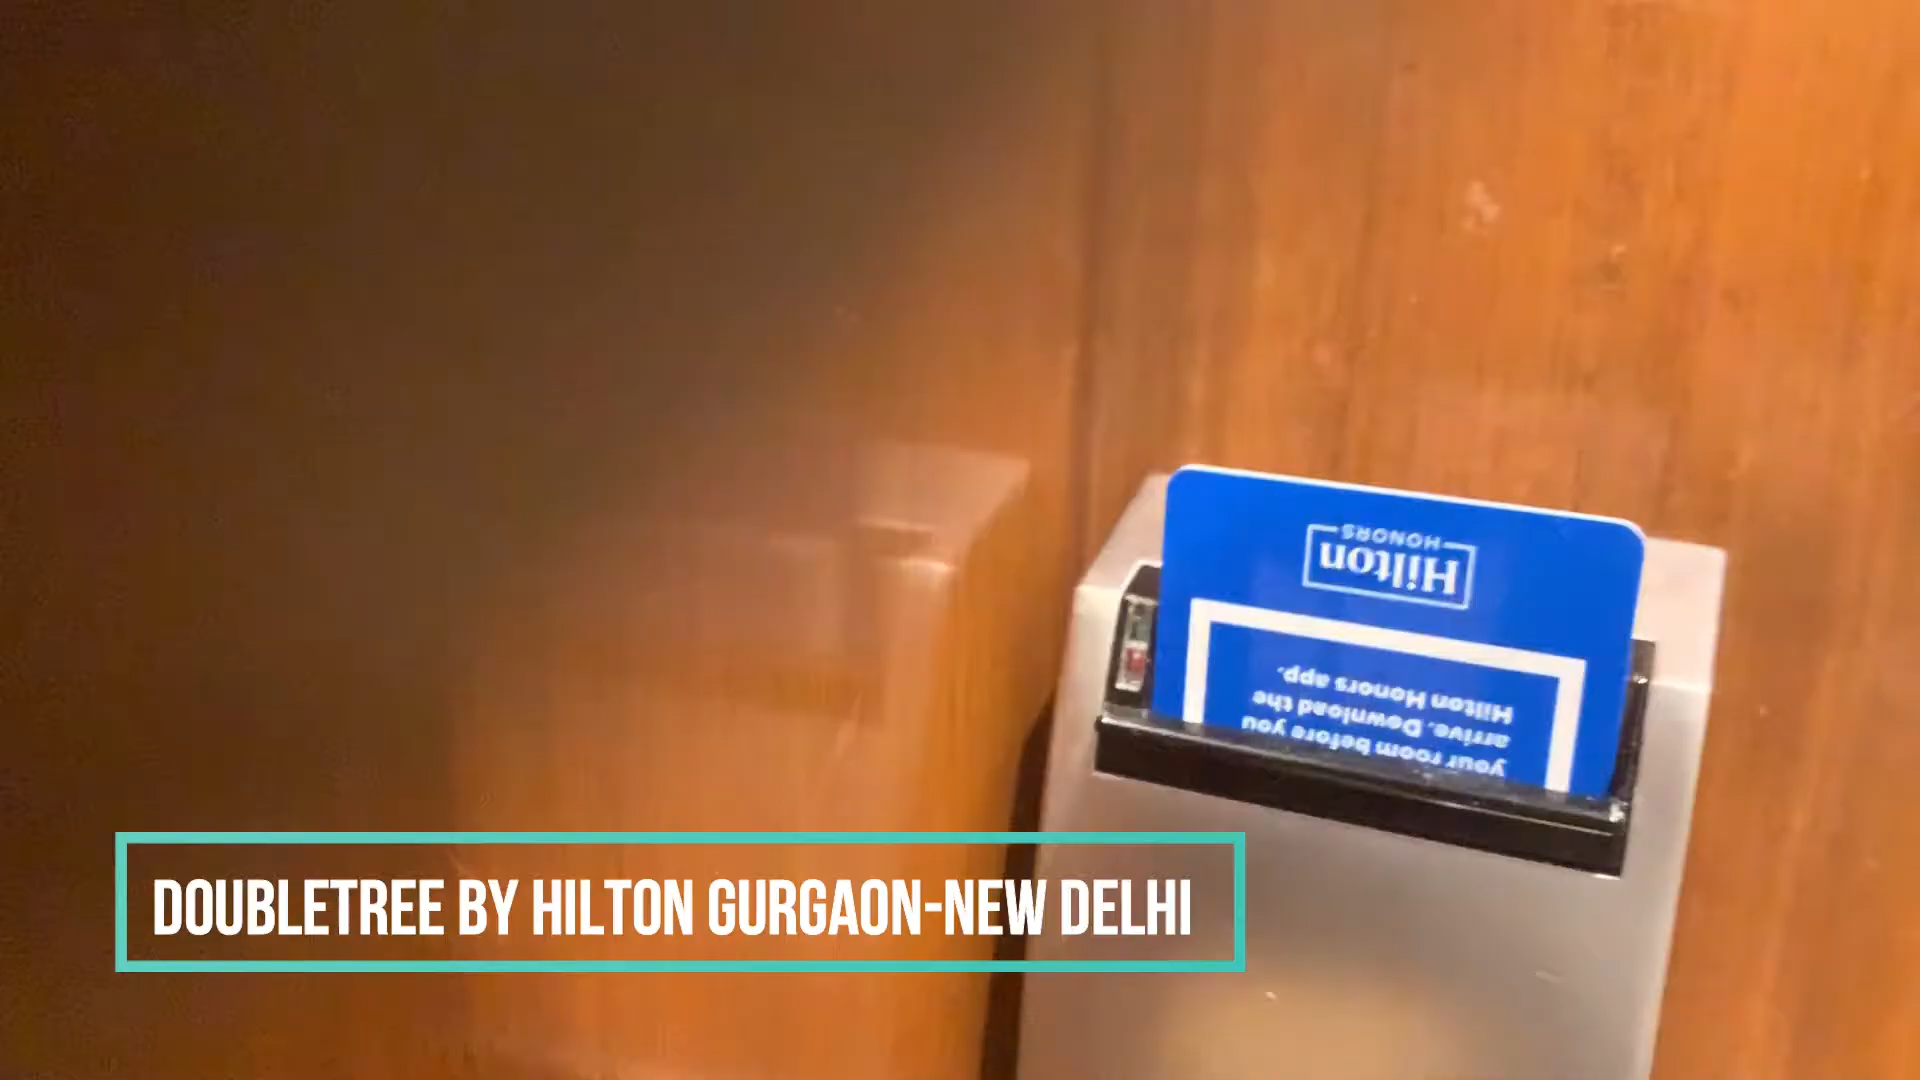 Hilton
HONORS
your room before you
arrive. Download the
Hilton Honors app.
DOUBLETREE BY HILTON GURGAON-NEW DELHI